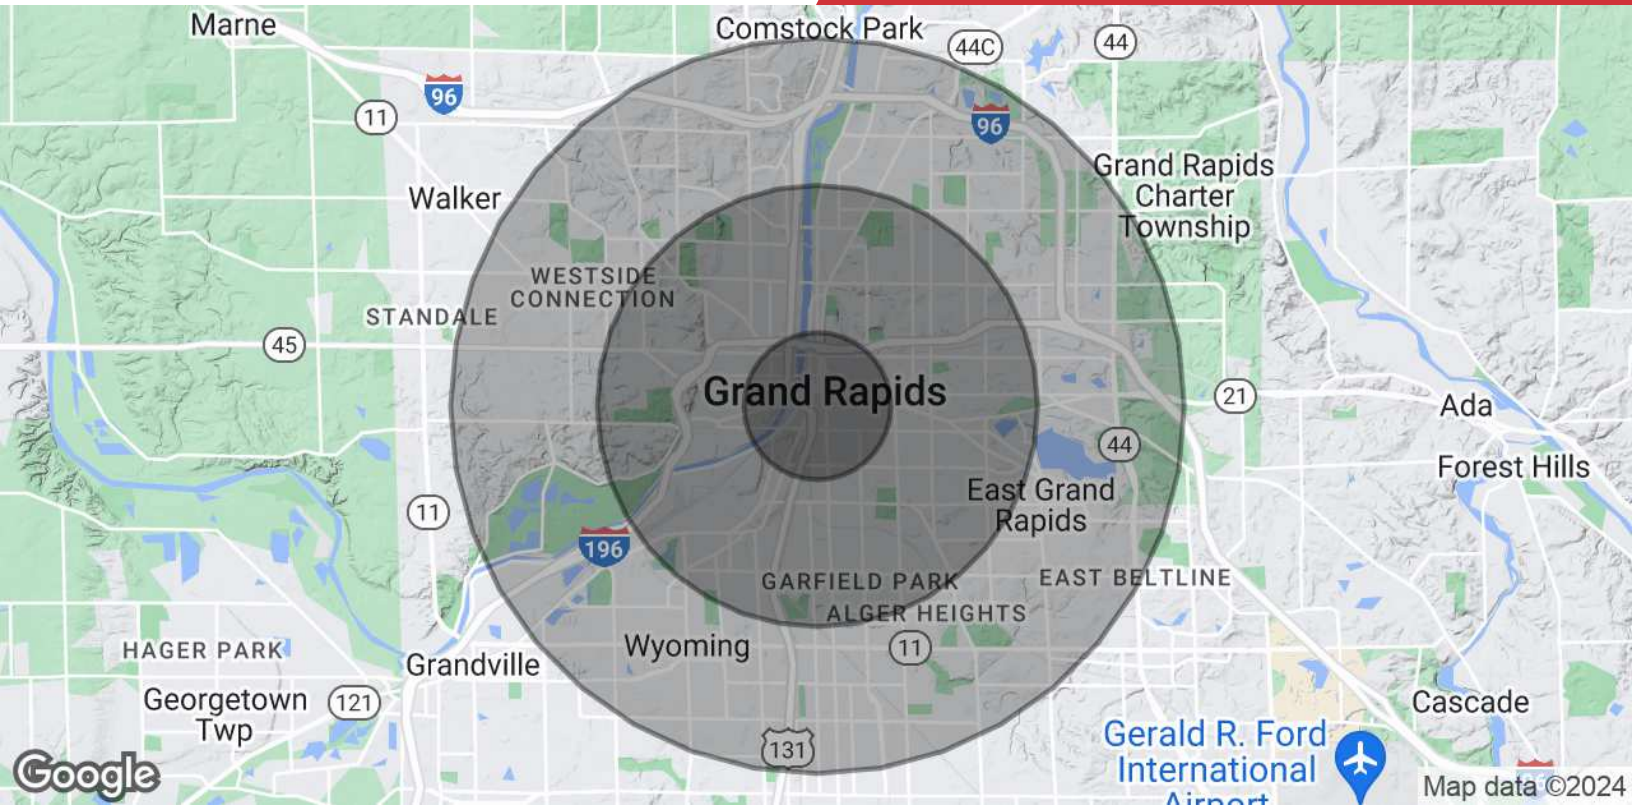 Marne
Comstock Park
44C
44
96
11
96
Grand Rapids
Charter
Township
Walker
WESTSIDE
CONNECTION
STANDALE
45
Grand Rapids
21
Ada
44
Forest Hills
East Grand
Rapids
11
196
GARFIELD PARK
EAST BELTLINE
ALGER HEIGHTS
HAGER PARK
Wyoming
11
Grandville
Georgetown
Twp
121
Cascade
131
Gerald R. Ford
International
Airport
Google
Map data ©2024